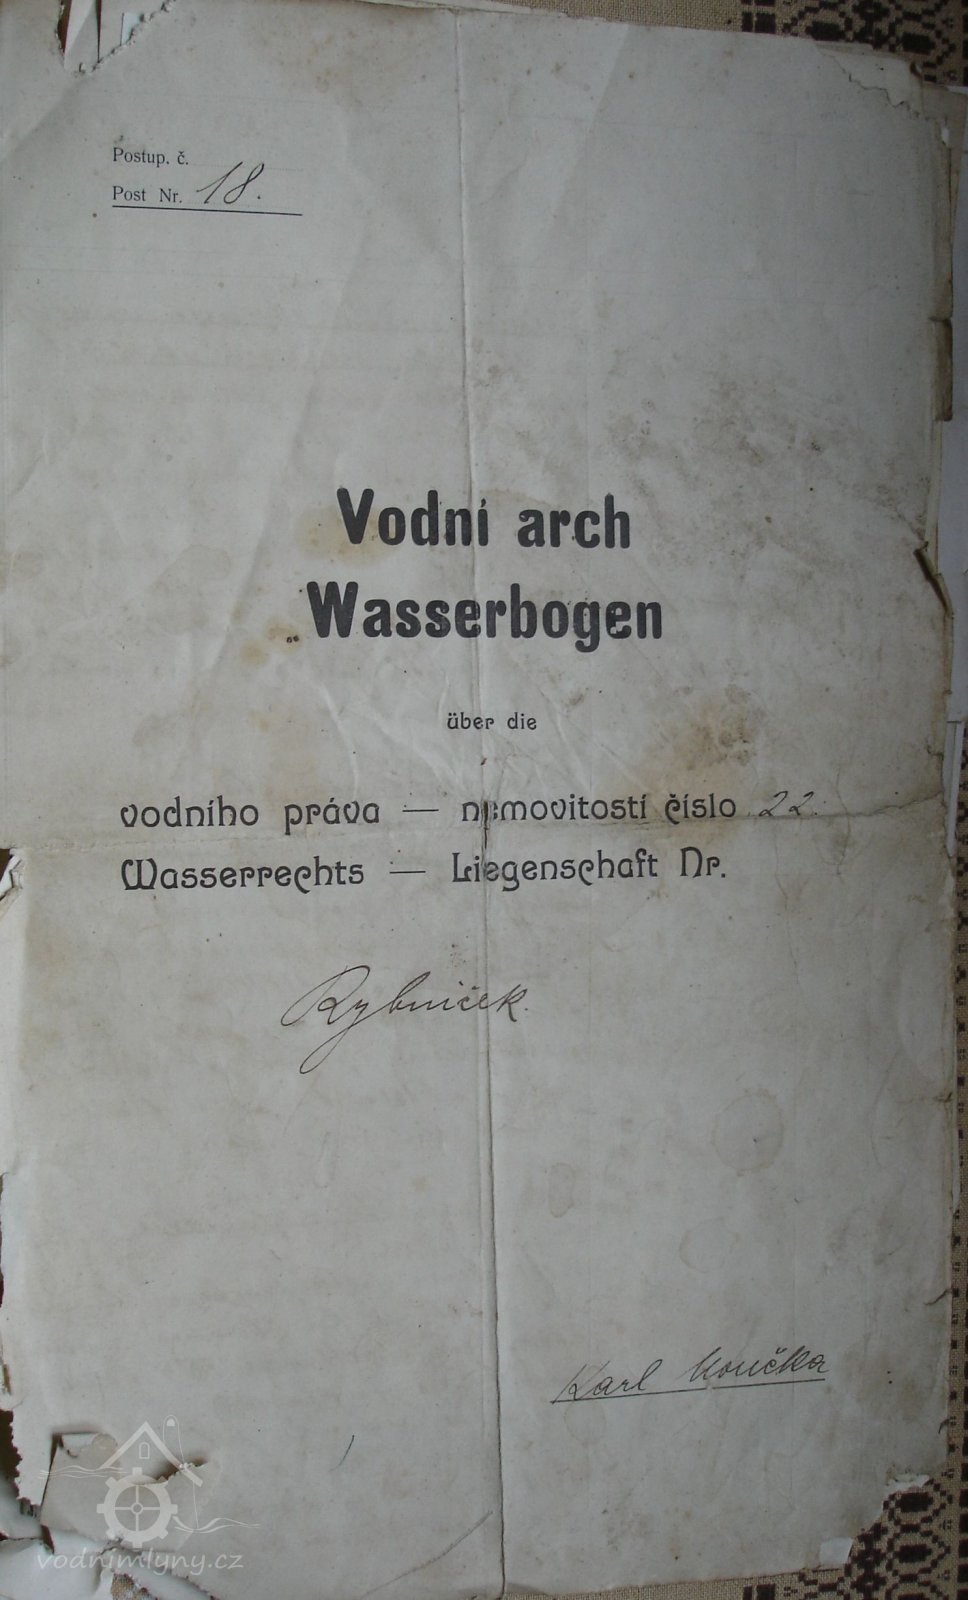 Postup. č.
Post Nr. 18.
Vodní arch
Wasserbogen
über die
vodního práva — nemovitostí číslo 22.
Wasserrechts — Liegenschaft Nr.
Rybníček.
Karl Koučka
vodnimlyny.cz